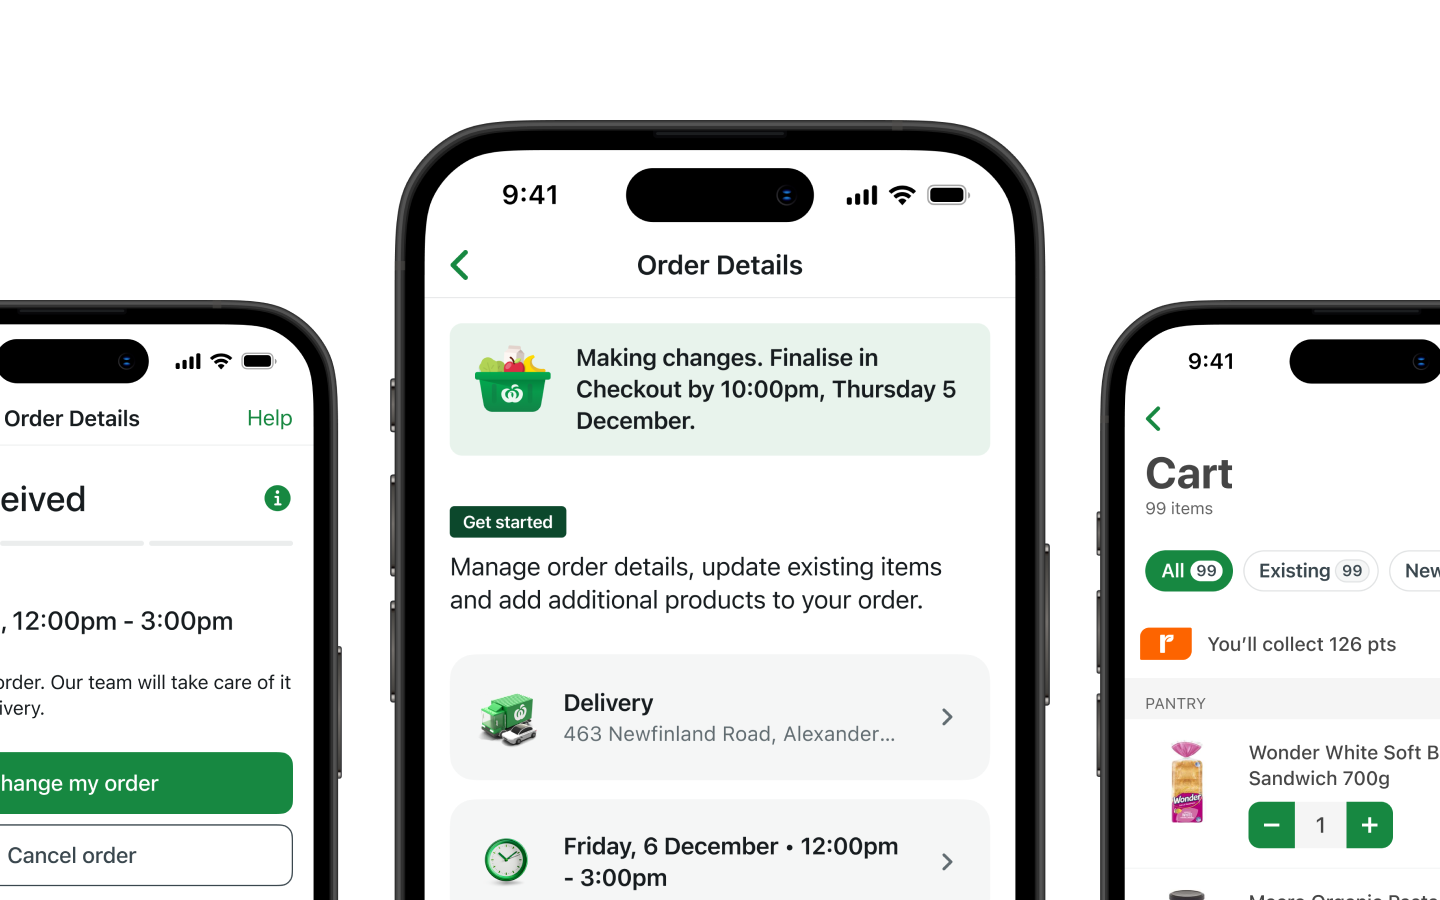 Order Details
Help
eived
, 12:00pm - 3:00pm
order. Our team will take care of it
ivery.
hange my order
Cancel order
9:41
Order Details
Making changes. Finalise in
Checkout by 10:00pm, Thursday 5
December.
Get started
Manage order details, update existing items
and add additional products to your order.
Delivery
463 Newfinland Road, Alexander...
Friday, 6 December • 12:00pm
- 3:00pm
9:41
Cart
99 items
All 99
Existing 99
New
r
You’ll collect 126 pts
PANTRY
Wonder
Wonder White Soft B
Sandwich 700g
− 1 +